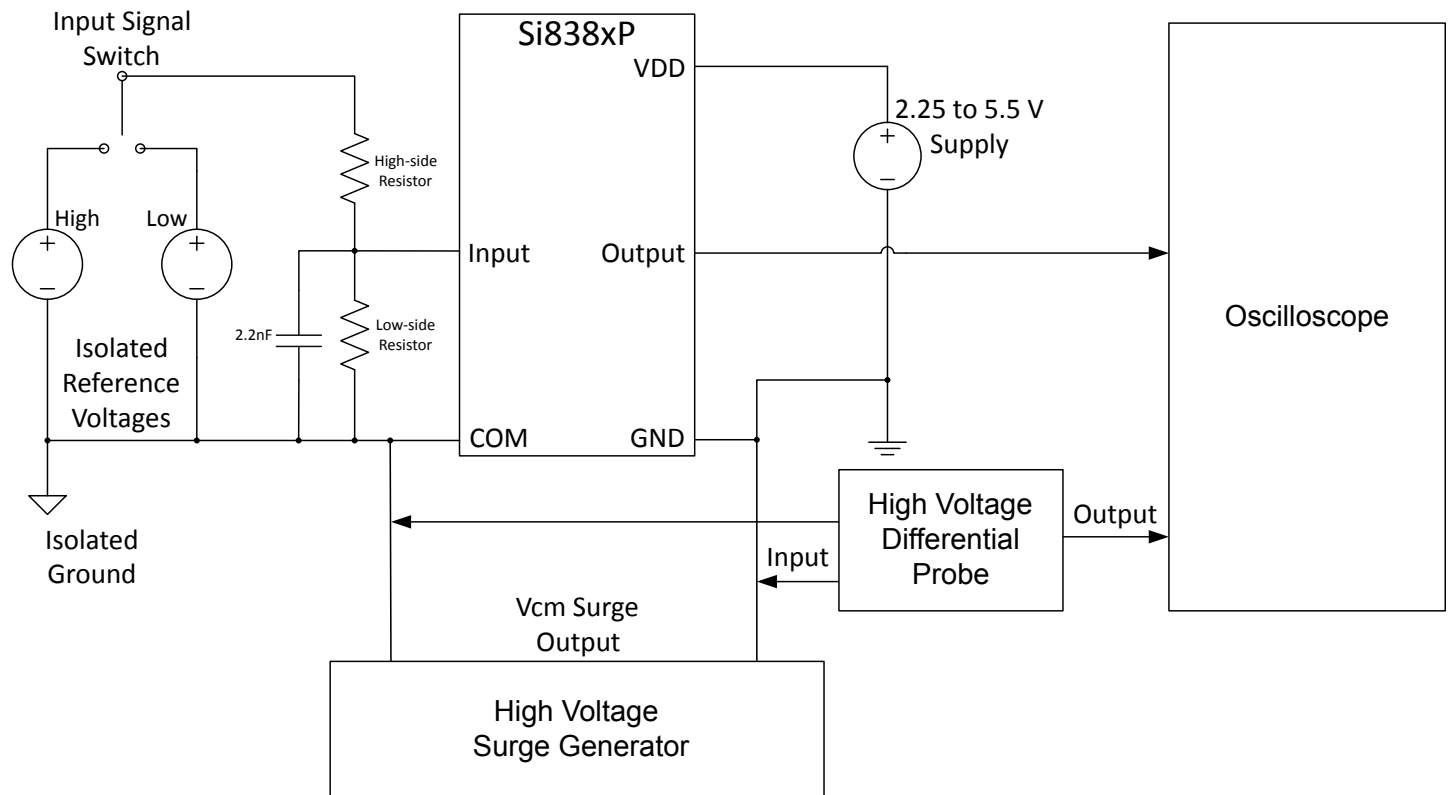 Input Signal
Switch
Si838xP
VDD
2.25 to 5.5 V
Supply
+
−
High-side
Resistor
High
Low
+
−
+
−
Input
Output
Oscilloscope
2.2nF
Low-side
Resistor
Isolated
Reference
Voltages
COM
GND
Isolated
Ground
High Voltage
Differential
Probe
Output
Input
Vcm Surge
Output
High Voltage
Surge Generator